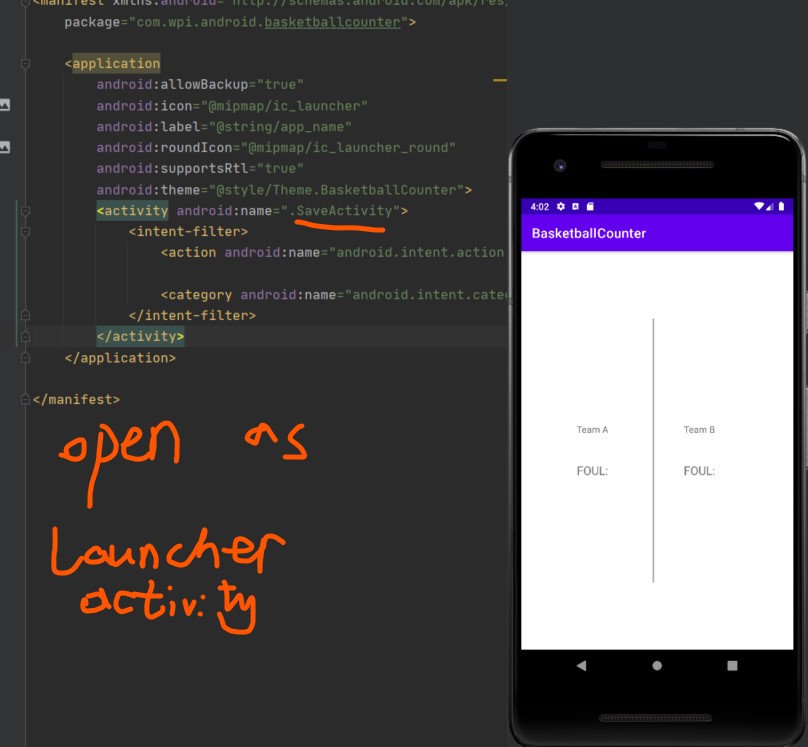 <manifest xmlns:android="http://schemas.android.com/apk/res
package="com.wpi.android.basketballcounter">
<application
android:allowBackup="true"
android:icon="@mipmap/ic_launcher"
android:label="@string/app_name"
android:roundIcon="@mipmap/ic_launcher_round"
android:supportsRtl="true"
android:theme="@style/Theme.BasketballCounter">
<activity android:name=".SaveActivity">
<intent-filter>
<action android:name="android.intent.action
<category android:name="android.intent.cate
</intent-filter>
</activity>
</application>
</manifest>
open as
Launcher
activity
4:02
BasketballCounter
Team A Team B
FOUL: FOUL: